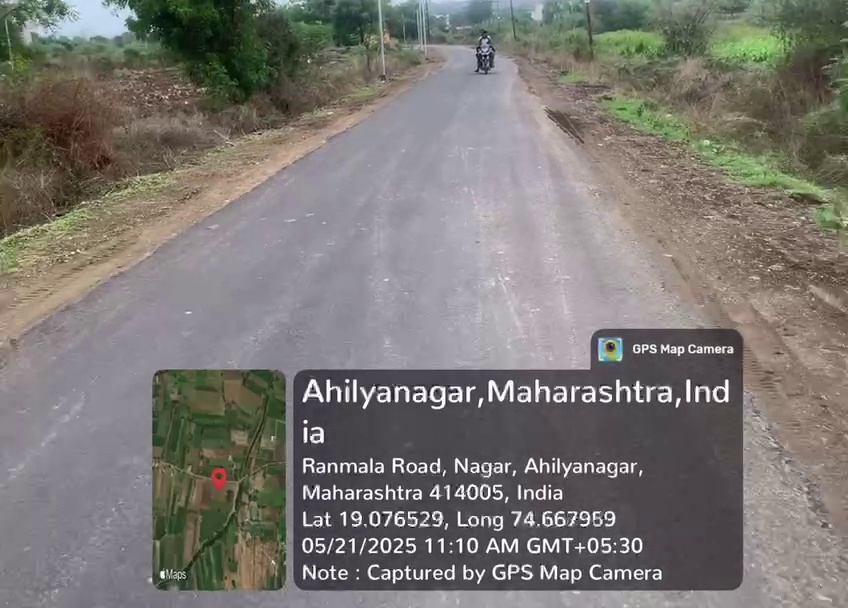 GPS Map Camera
Ahilyanagar,Maharashtra,Ind
ia
Ranmala Road, Nagar, Ahilyanagar,
Maharashtra 414005, India
Lat 19.076529, Long 74.667959
05/21/2025 11:10 AM GMT+05:30
Note : Captured by GPS Map Camera
Maps